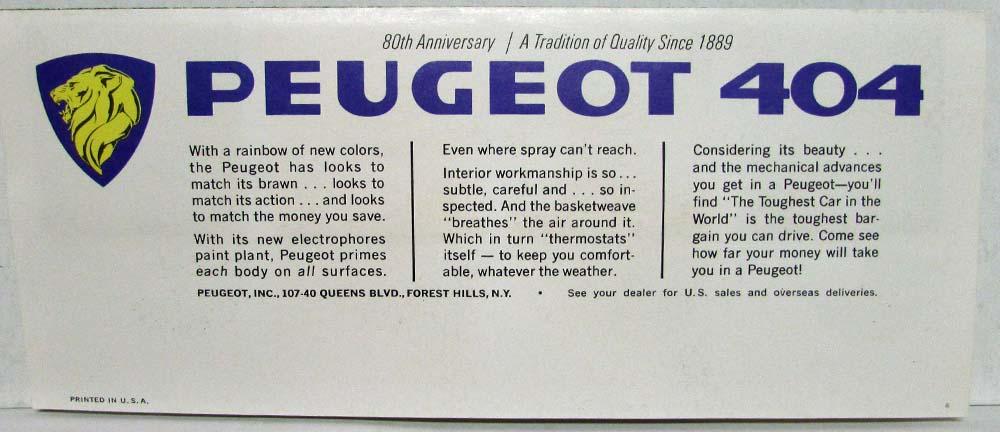 80th Anniversary | A Tradition of Quality Since 1889
PEUGEOT 404
With a rainbow of new colors,
the Peugeot has looks to
match its brawn . . . looks to
match its action . . . and looks
to match the money you save.
With its new electrophores
paint plant, Peugeot primes
each body on all surfaces.
Even where spray can't reach.
Interior workmanship is so . . .
subtle, careful and . . . so in-
spected. And the basketweave
"breathes" the air around it.
Which in turn "thermostats"
itself — to keep you comfort-
able, whatever the weather.
Considering its beauty . . .
and the mechanical advances
you get in a Peugeot—you'll
find "The Toughest Car in the
World" is the toughest bar-
gain you can drive. Come see
how far your money will take
you in a Peugeot!
PEUGEOT, INC., 107-40 QUEENS BLVD., FOREST HILLS, N.Y. • See your dealer for U.S. sales and overseas deliveries.
PRINTED IN U.S.A.